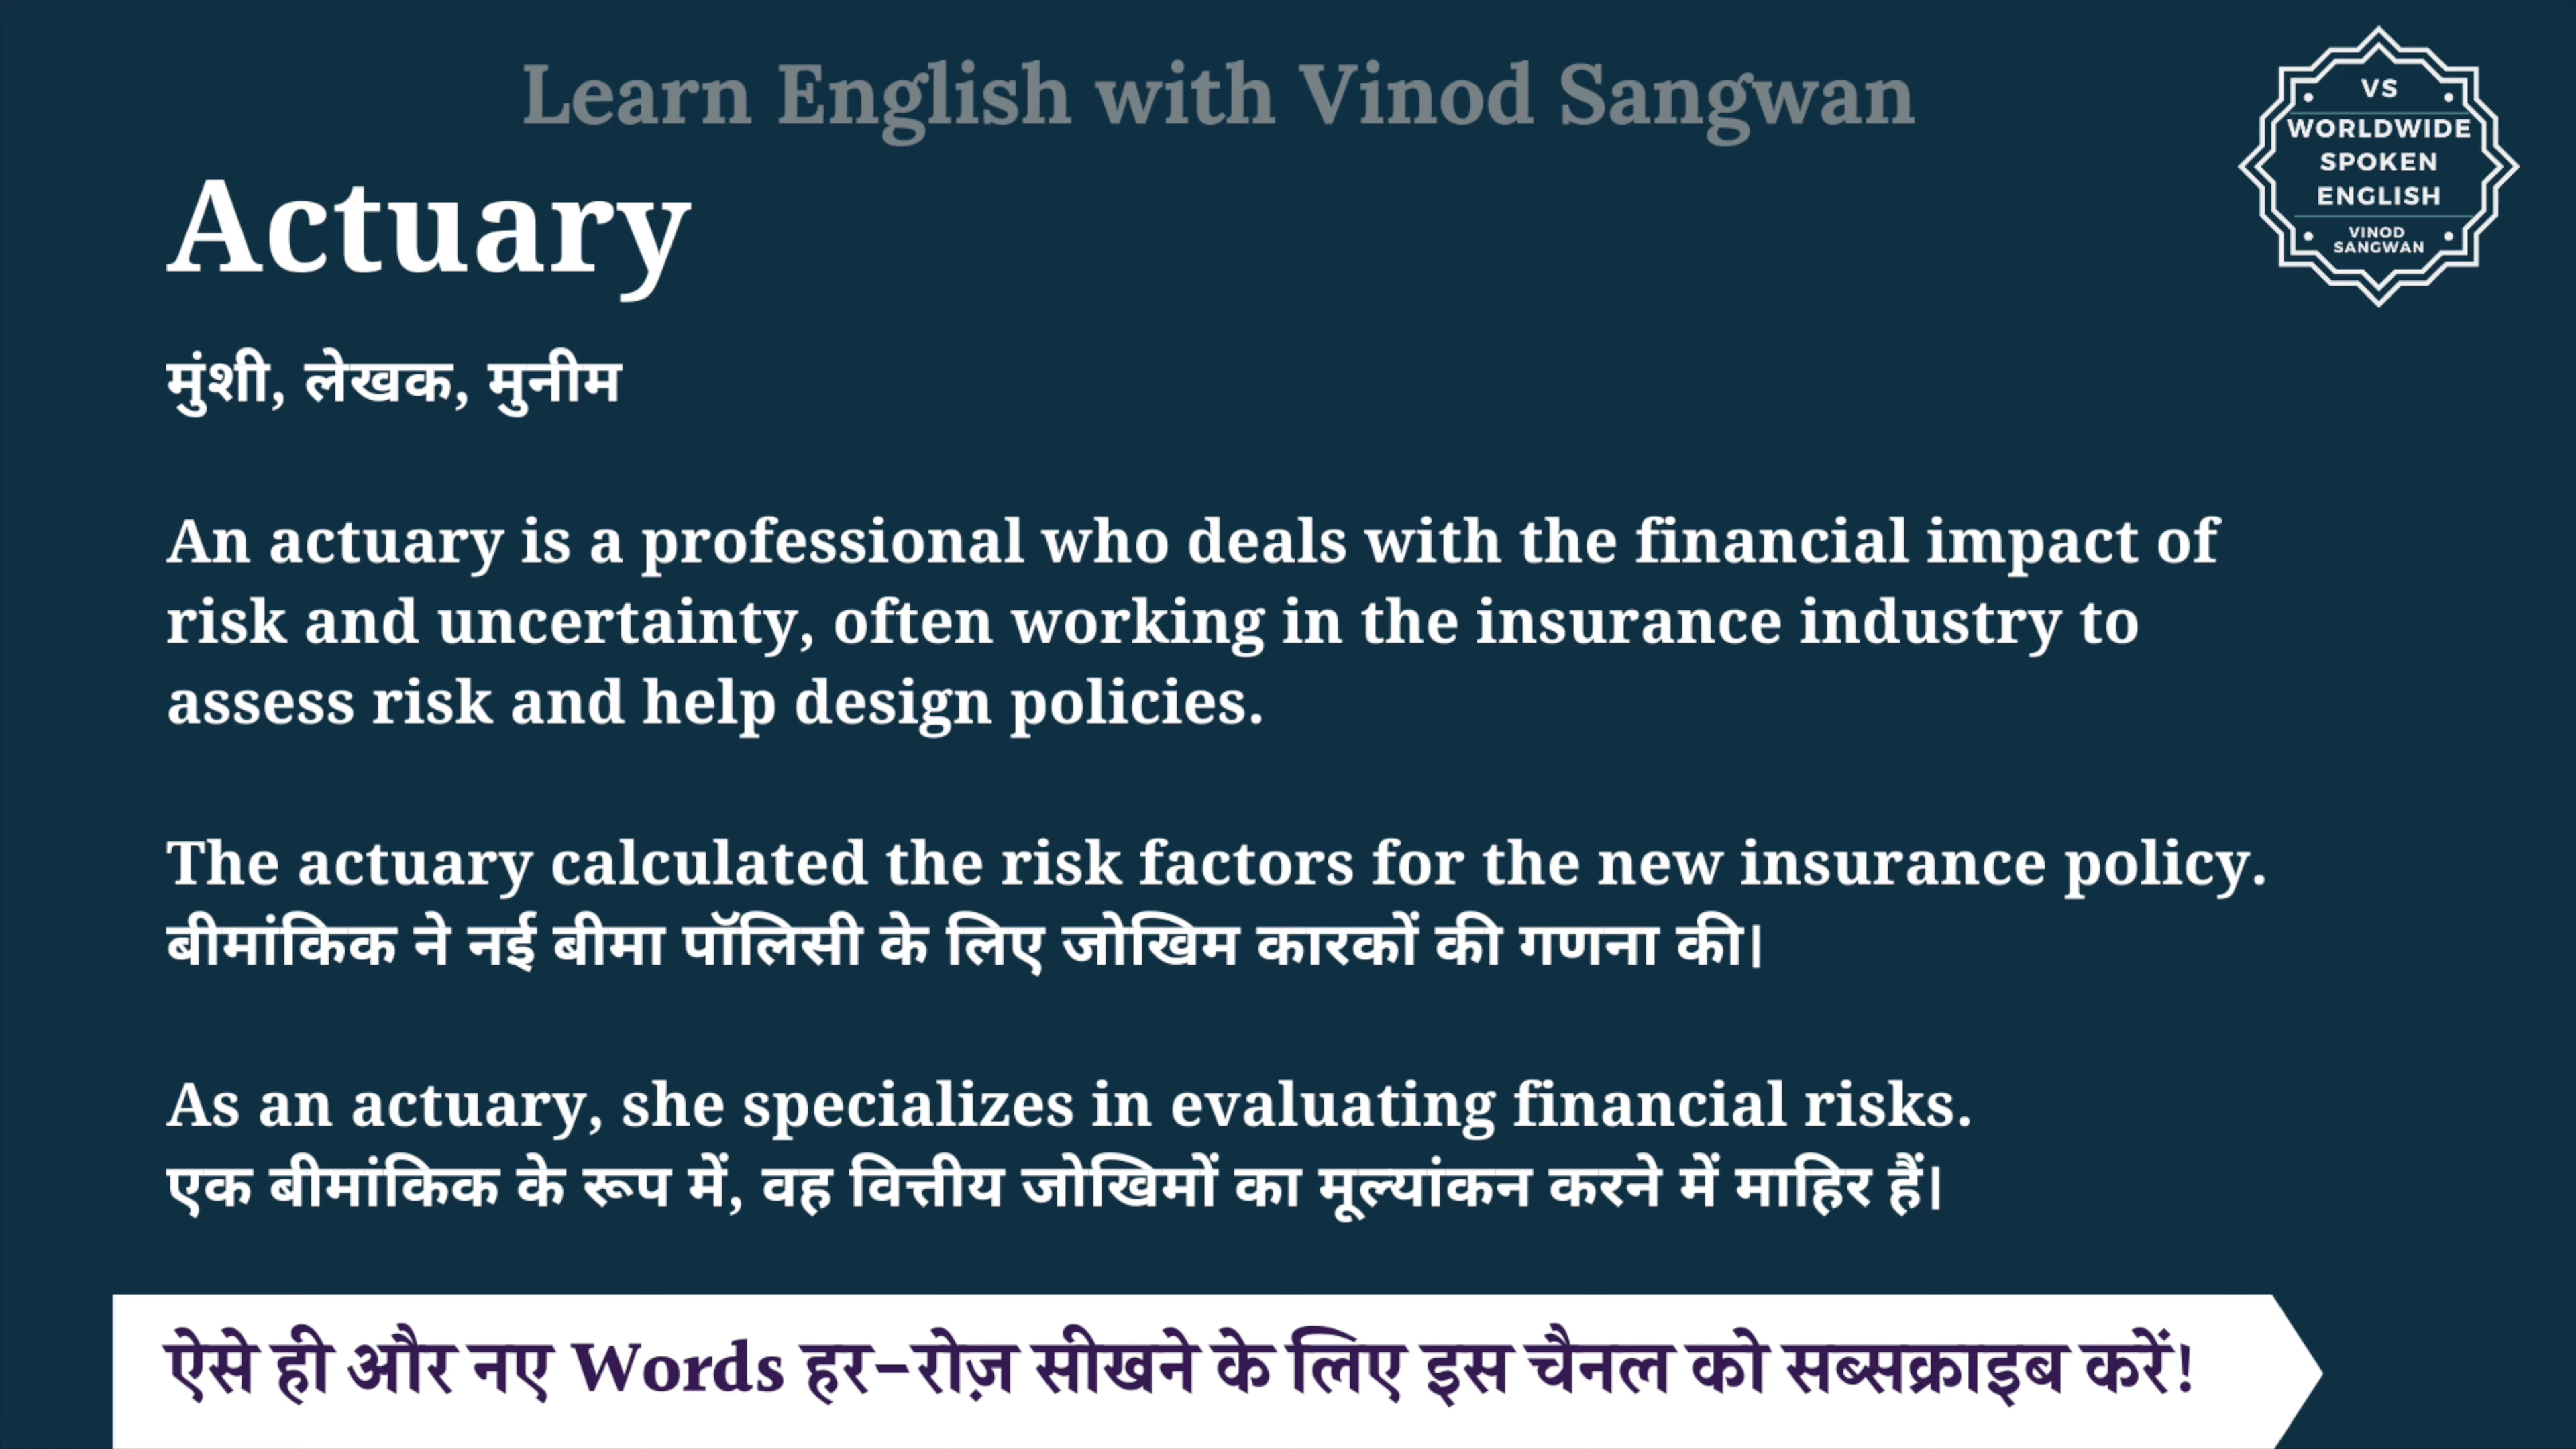 Learn English with Vinod Sangwan
VS
WORLDWIDE
SPOKEN
ENGLISH
VINOD
SANGWAN
Actuary
मुंशी, लेखक, मुनीम
An actuary is a professional who deals with the financial impact of
risk and uncertainty, often working in the insurance industry to
assess risk and help design policies.
The actuary calculated the risk factors for the new insurance policy.
बीमांकिक ने नई बीमा पॉलिसी के लिए जोखिम कारकों की गणना की।
As an actuary, she specializes in evaluating financial risks.
एक बीमांकिक के रूप में, वह वित्तीय जोखिमों का मूल्यांकन करने में माहिर हैं।
ऐसे ही और नए Words हर-रोज़ सीखने के लिए इस चैनल को सब्सक्राइब करें!